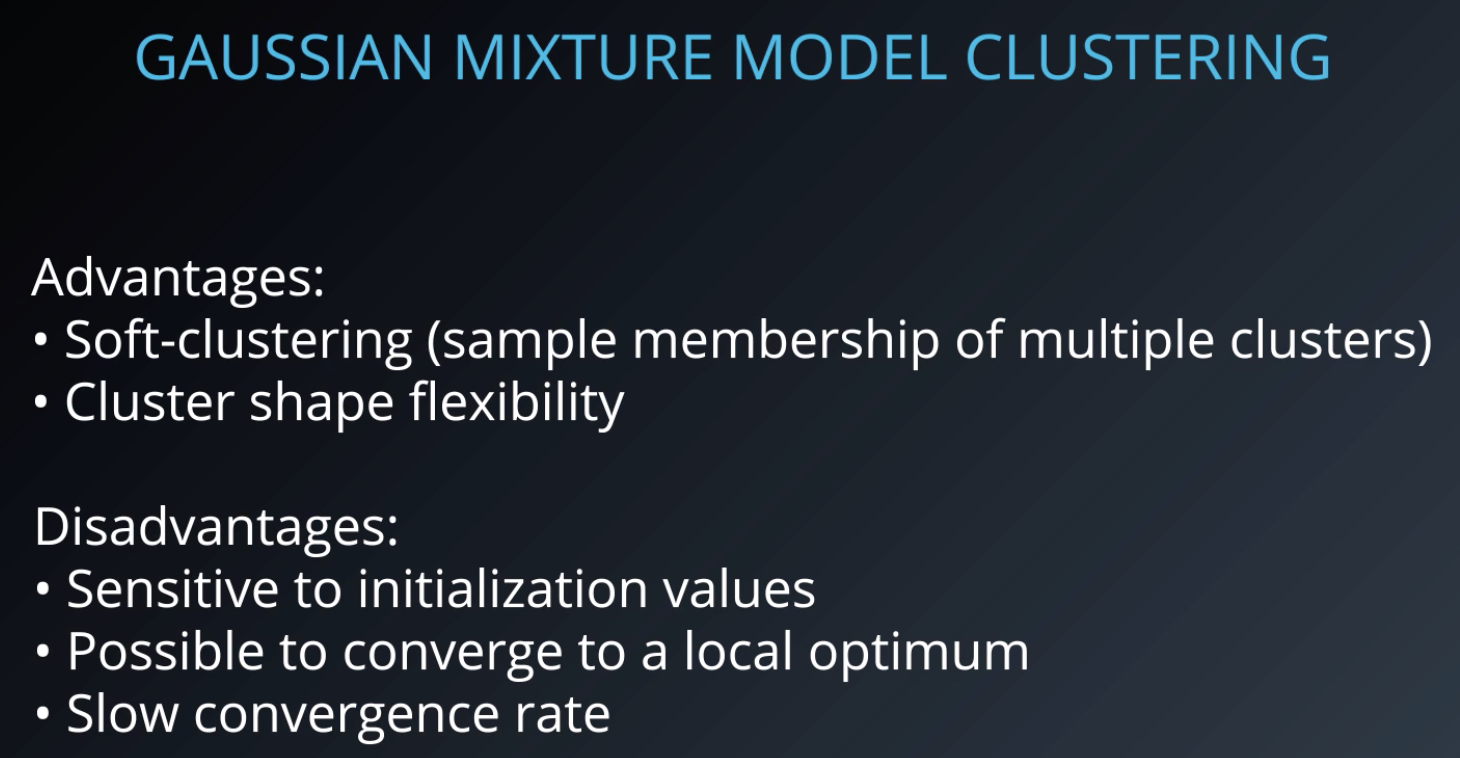 GAUSSIAN MIXTURE MODEL CLUSTERING
Advantages:
• Soft-clustering (sample membership of multiple clusters)
• Cluster shape flexibility
Disadvantages:
• Sensitive to initialization values
• Possible to converge to a local optimum
• Slow convergence rate